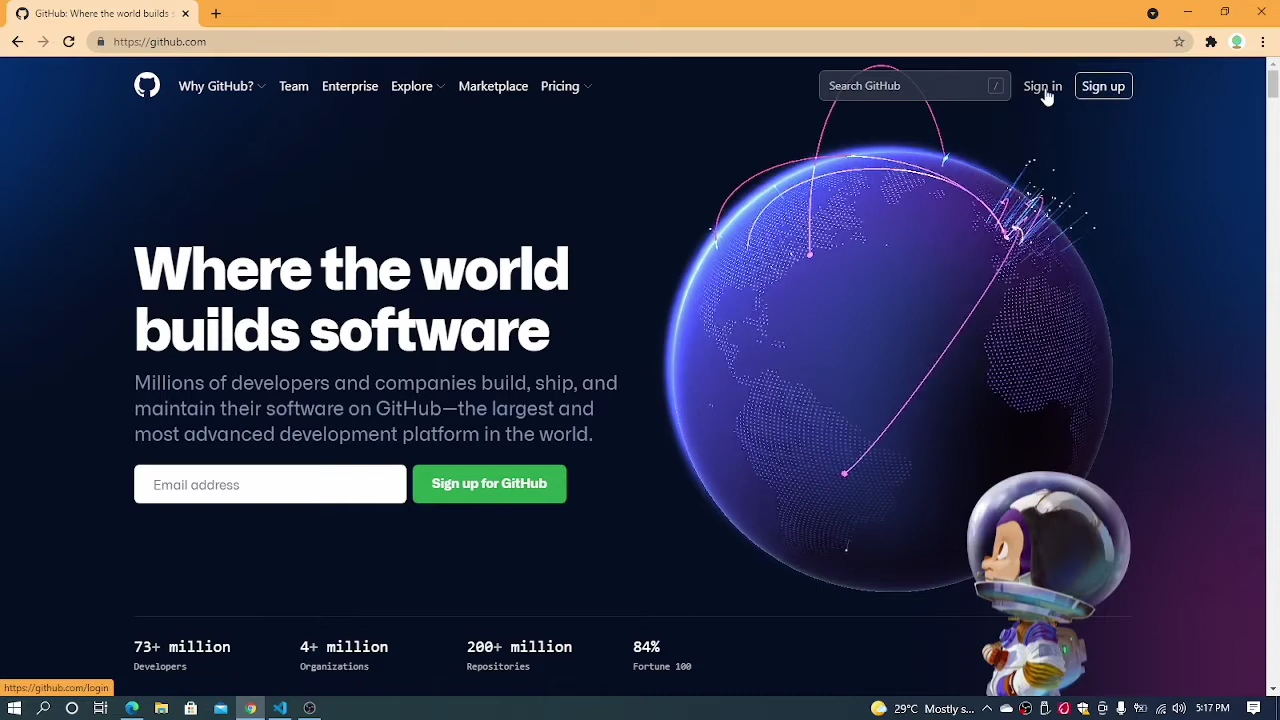 GitHub: Where the world builds s
https://github.com
Why GitHub? Team Enterprise Explore Marketplace Pricing
Search GitHub /
Sign in
Sign up
Where the world
builds software
Millions of developers and companies build, ship, and
maintain their software on GitHub—the largest and
most advanced development platform in the world.
Email address
Sign up for GitHub
73+ million
Developers
4+ million
Organizations
200+ million
Repositories
84%
Fortune 100
https://github.com/login
29°C Mostly s...
ENG
5:17 PM